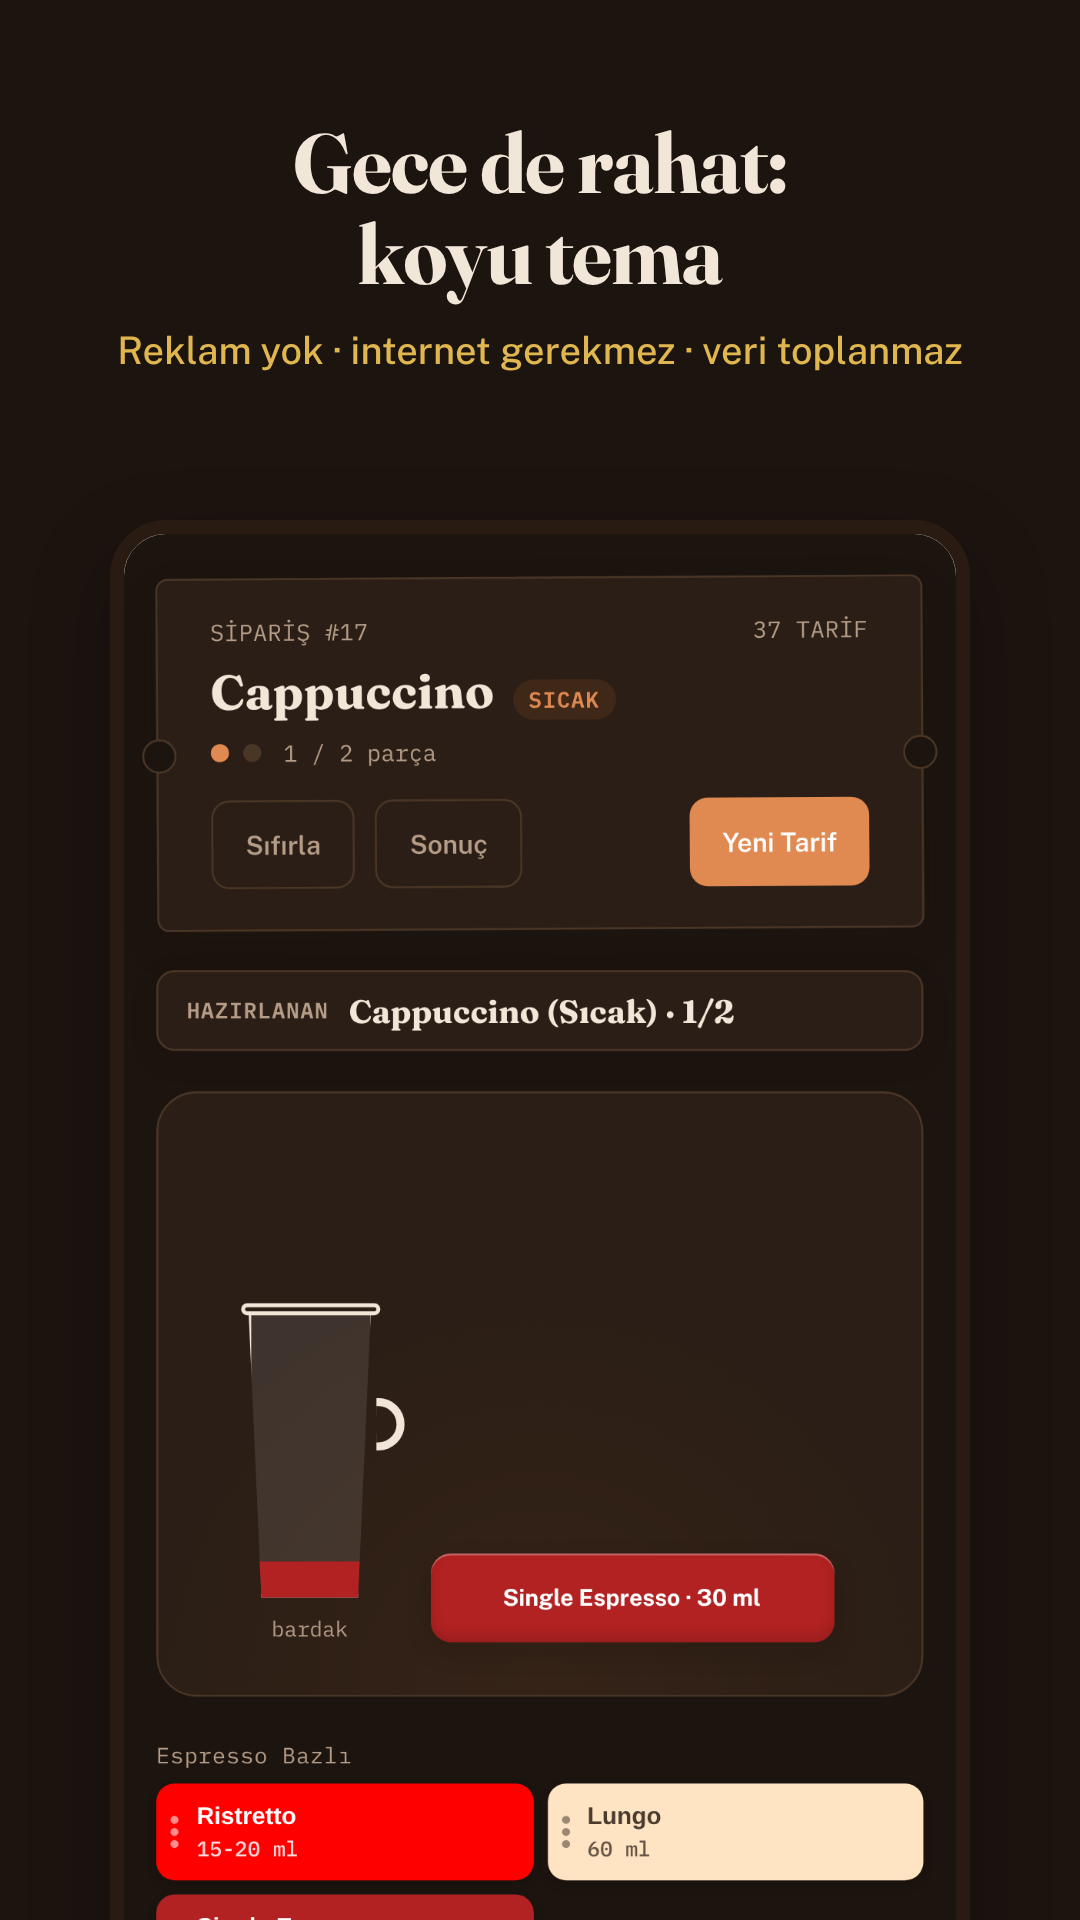 Gece de rahat:
koyu tema
Reklam yok · internet gerekmez · veri toplanmaz
SİPARİŞ #17
37 TARİF
Cappuccino
SICAK
1 / 2 parça
Sıfırla
Sonuç
Yeni Tarif
HAZIRLANAN
Cappuccino (Sıcak) · 1/2
Single Espresso · 30 ml
bardak
Espresso Bazlı
Ristretto
15-20 ml
Lungo
60 ml